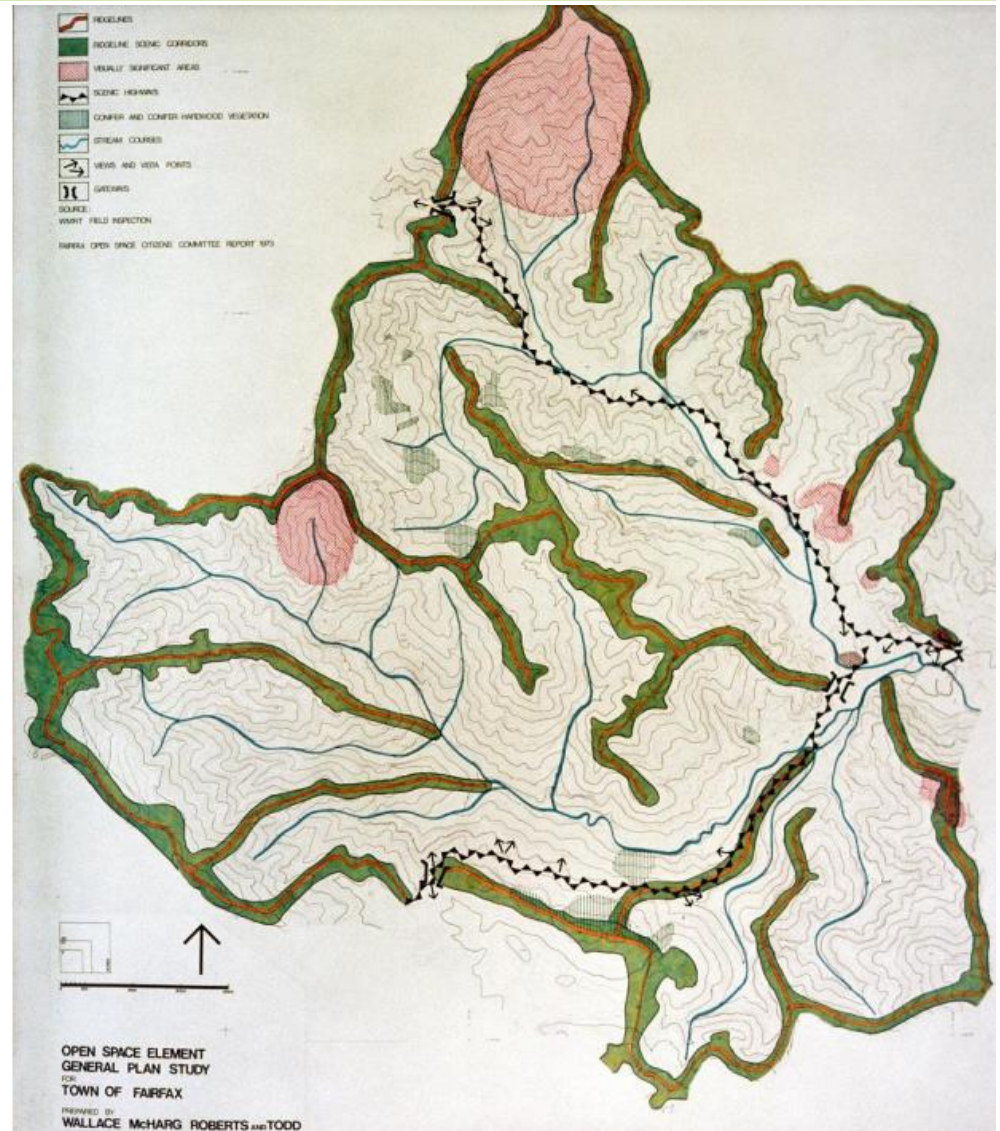 RIDGELINES
RIDGELINE SCENIC CORRIDORS
VISUALLY SIGNIFICANT AREAS
SCENIC HIGHWAYS
CONIFER AND CONIFER HARDWOOD VEGETATION
STREAM COURSES
VIEWS AND VISTA POINTS
GATEWAYS
SOURCE:
WMRT FIELD INSPECTION
FAIRFAX OPEN SPACE CITIZENS COMMITTEE REPORT 1973
OPEN SPACE ELEMENT
GENERAL PLAN STUDY
FOR
TOWN OF FAIRFAX
PREPARED BY
WALLACE McHARG ROBERTS AND TODD